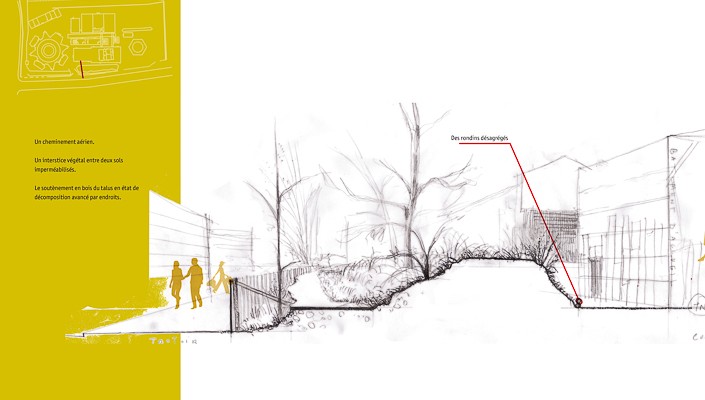 Un cheminement aérien.
Un interstice végétal entre deux sols
imperméabilisés.
Le soutènement en bois du talus en état de
décomposition avancé par endroits.
Des rondins désagrégés